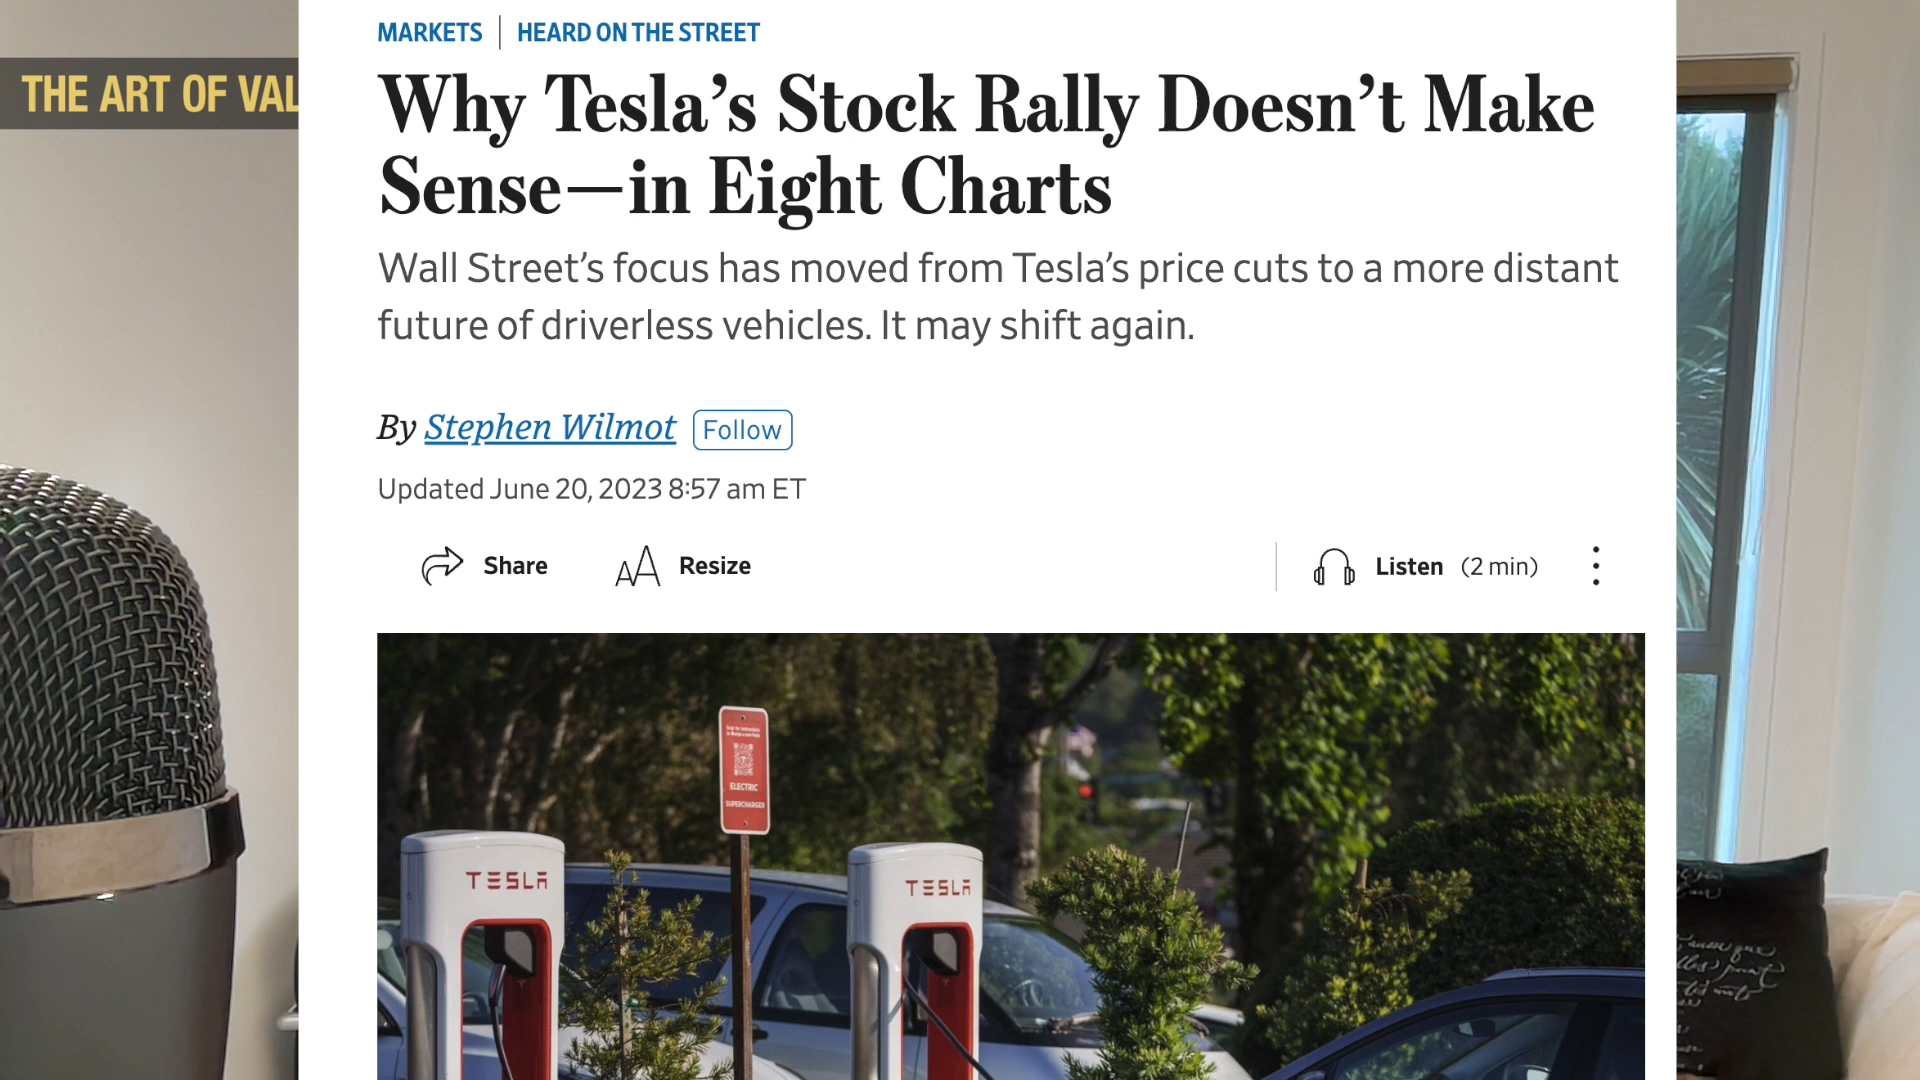 THE ART OF VAL
MARKETS | HEARD ON THE STREET
Why Tesla’s Stock Rally Doesn’t Make
Sense—in Eight Charts
Wall Street’s focus has moved from Tesla’s price cuts to a more distant
future of driverless vehicles. It may shift again.
By Stephen Wilmot Follow
Updated June 20, 2023 8:57 am ET
Share Resize Listen (2 min)
ELECTRIC
SUPERCHARGER
TESLA TESLA